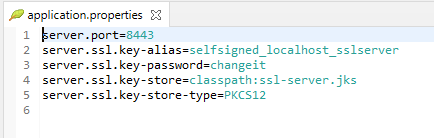 application.properties
1 server.port=8443
2 server.ssl.key-alias=selfsigned_localhost_sslserver
3 server.ssl.key-password=changeit
4 server.ssl.key-store=classpath:ssl-server.jks
5 server.ssl.key-store-type=PKCS12
6